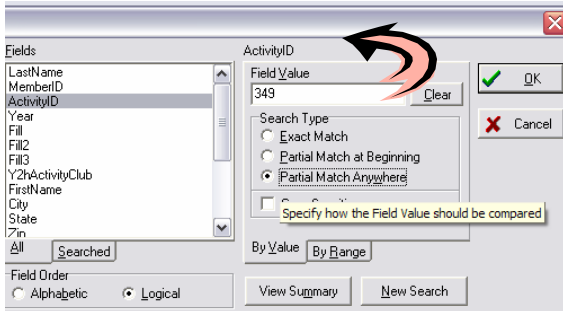 Fields
LastName
MemberID
ActivityID
Year
Fill
Fill2
Fill3
Y2hActivityClub
FirstName
City
State
Zip
All Searched
Field Order
Alphabetic Logical
ActivityID
Field Value
349 Clear
Search Type
Exact Match
Partial Match at Beginning
Partial Match Anywhere
Specify how the Field Value should be compared
By Value By Range
View Summary New Search
OK
Cancel